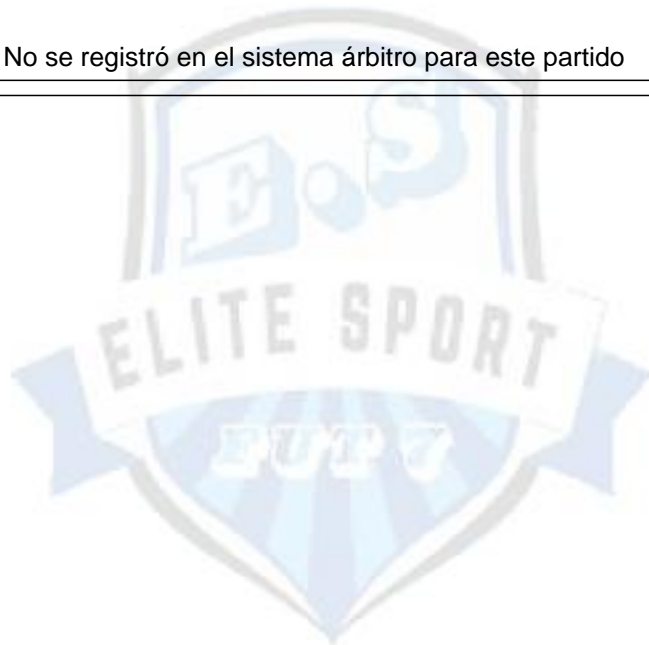 No se registró en el sistema árbitro para este partido
E.S
ELITE SPORT
FUT 7